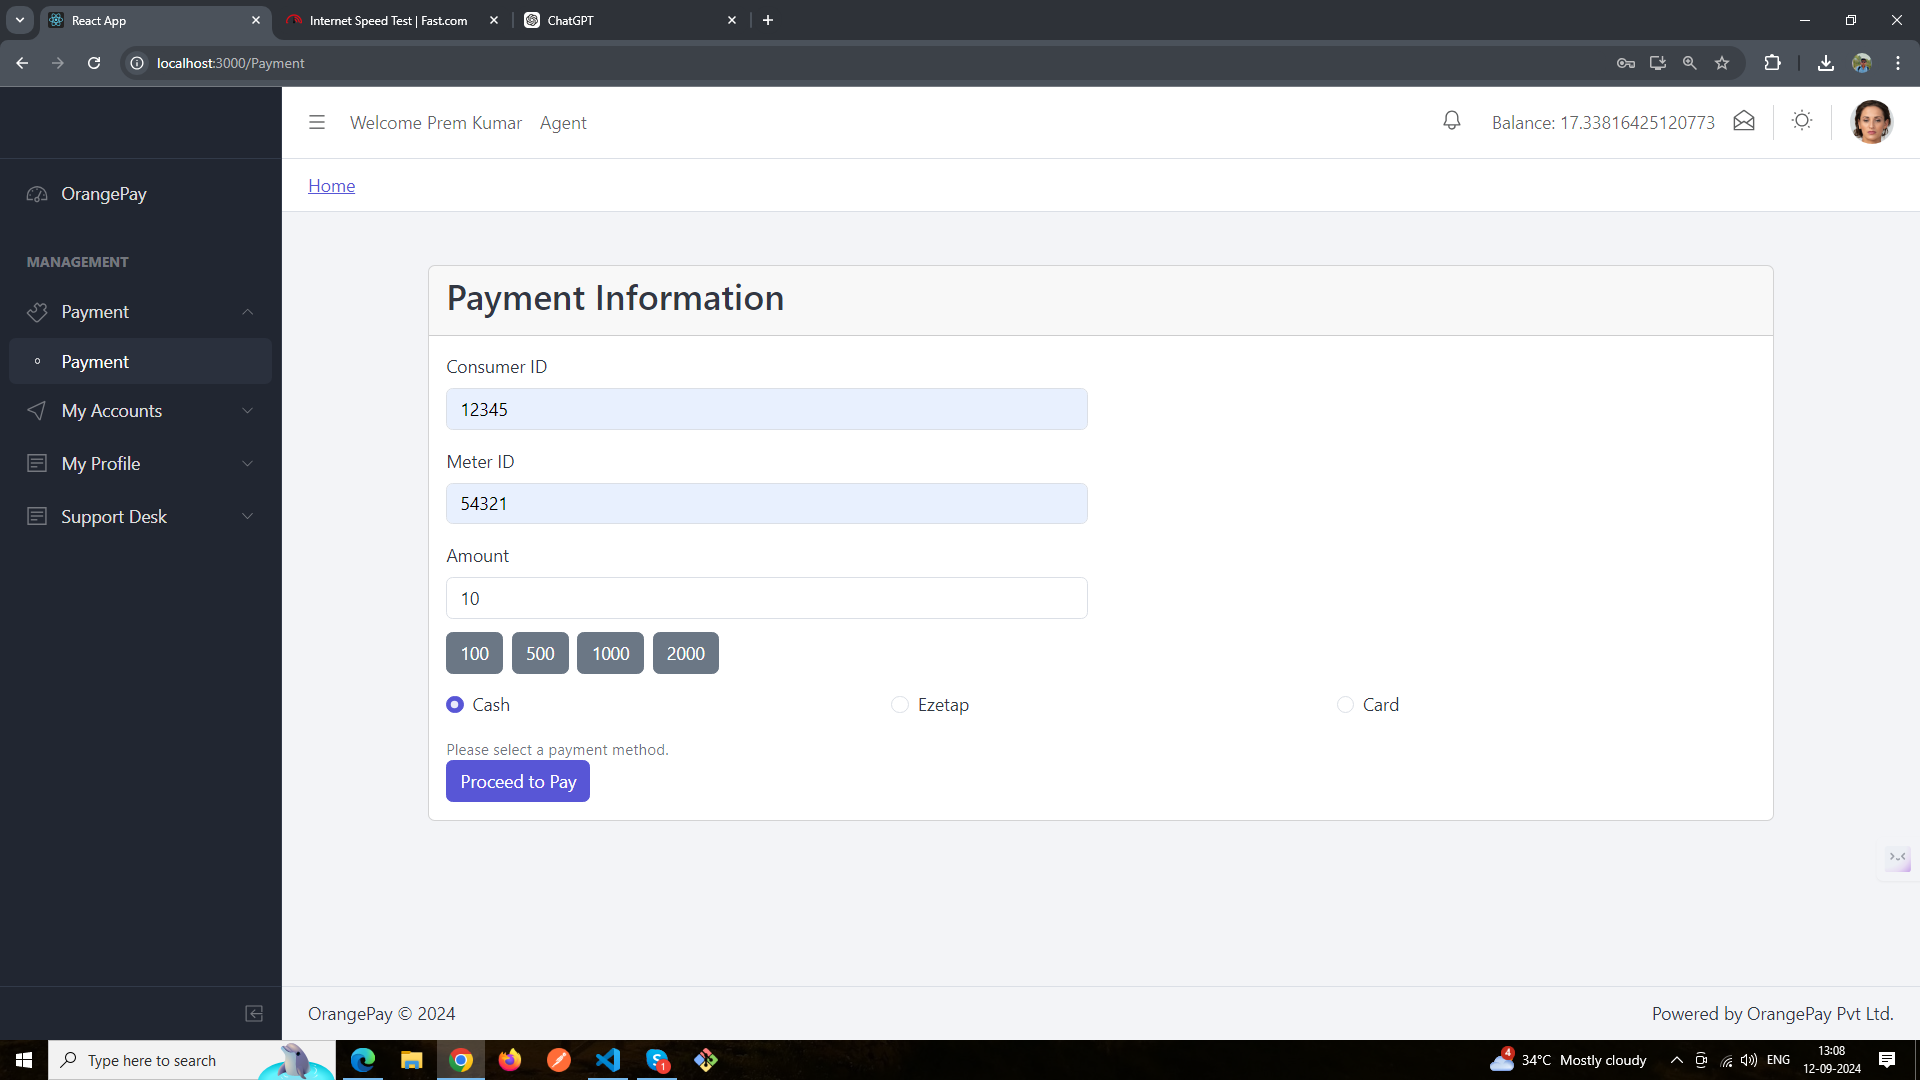 React App
Internet Speed Test | Fast.com
ChatGPT
localhost:3000/Payment
Welcome Prem Kumar Agent
Balance: 17.33816425120773
OrangePay
Home
MANAGEMENT
Payment
Payment
My Accounts
My Profile
Support Desk
Payment Information
Consumer ID
12345
Meter ID
54321
Amount
10
100 500 1000 2000
Cash Ezetap Card
Please select a payment method.
Proceed to Pay
OrangePay © 2024
Powered by OrangePay Pvt Ltd.
Type here to search
1
4
34°C Mostly cloudy
ENG
13:08
12-09-2024